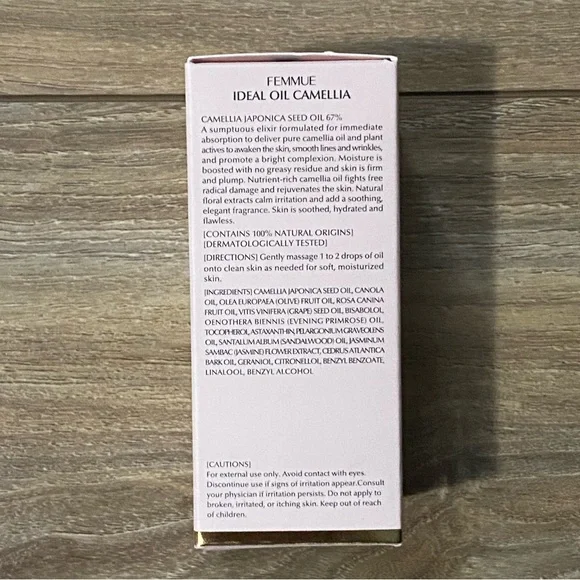 FEMMUE
IDEAL OIL CAMELLIA
CAMELLIA JAPONICA SEED OIL 67%
A sumptuous elixir formulated for immediate
absorption to deliver pure camellia oil and plant
actives to awaken the skin, smooth lines and wrinkles,
and promote a bright complexion. Moisture is
boosted with no greasy residue and skin is firm
and plump. Nutrient-rich camellia oil fights free
radical damage and rejuvenates the skin. Natural
floral extracts calm irritation and add a soothing,
elegant fragrance. Skin is soothed, hydrated and
flawless.
[CONTAINS 100% NATURAL ORIGINS]
[DERMATOLOGICALLY TESTED]
[DIRECTIONS] Gently massage 1 to 2 drops of oil
onto clean skin as needed for soft, moisturized
skin.
[INGREDIENTS] CAMELLIA JAPONICA SEED OIL, CANOLA
OIL, OLEA EUROPAEA (OLIVE) FRUIT OIL, ROSA CANINA
FRUIT OIL, VITIS VINIFERA (GRAPE) SEED OIL, BISABOLOL,
OENOTHERA BIENNIS (EVENING PRIMROSE) OIL,
TOCOPHEROL, ASTAXANTHIN, PELARGONIUM GRAVEOLENS
OIL, SANTALUM ALBUM (SANDALWOOD) OIL, JASMINUM
SAMBAC (JASMINE) FLOWER EXTRACT, CEDRUS ATLANTICA
BARK OIL, GERANIOL, CITRONELLOL, BENZYL BENZOATE,
LINALOOL, BENZYL ALCOHOL
[CAUTIONS]
For external use only. Avoid contact with eyes.
Discontinue use if signs of irritation appear.Consult
your physician if irritation persists. Do not apply to
broken, irritated, or itching skin. Keep out of reach
of children.